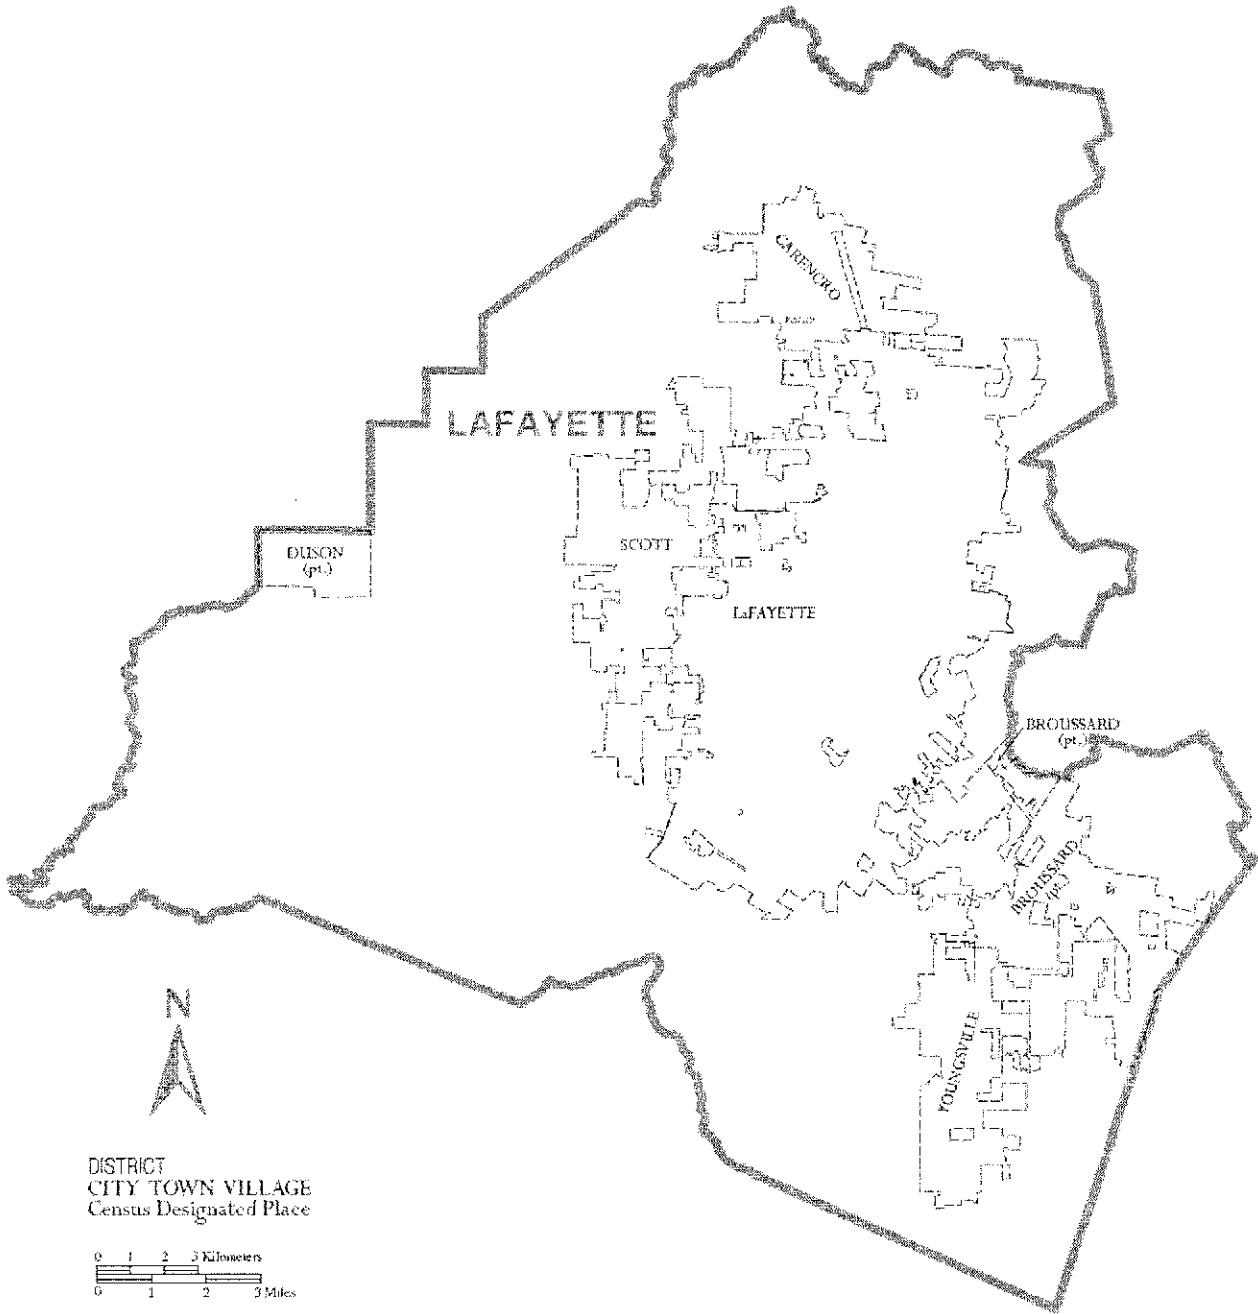 CARENCRO
LAFAYETTE
DUSON
(pt.)
SCOTT
LaFAYETTE
BROUSSARD
(pt.)
BROUSSARD
(pt.)
YOUNGSVILLE
N
DISTRICT
CITY TOWN VILLAGE
Census Designated Place
0 1 2 3 Kilometers
0 1 2 3 Miles